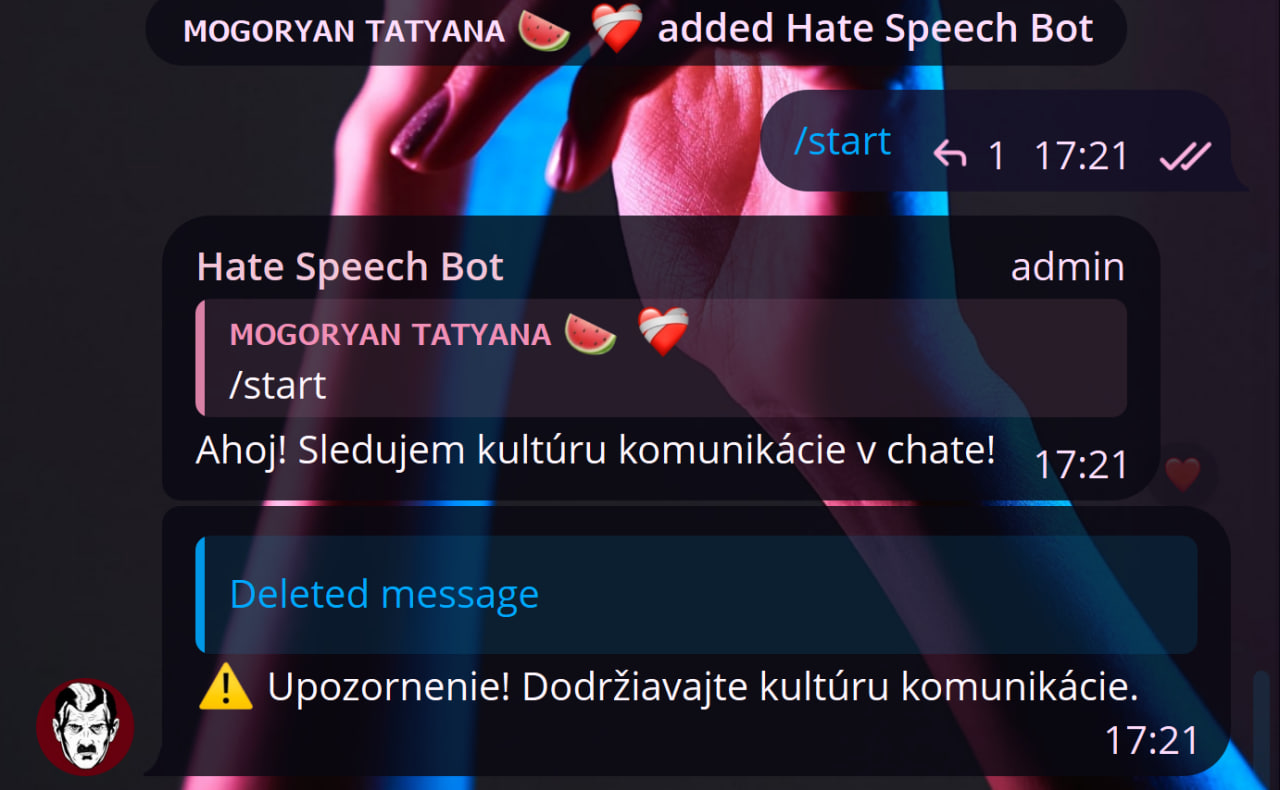 MOGORYAN TATYANA 🍉 ❤️‍🩹 added Hate Speech Bot
/start 1 17:21
Hate Speech Bot admin
MOGORYAN TATYANA 🍉 ❤️‍🩹
/start
Ahoj! Sledujem kultúru komunikácie v chate! 17:21
Deleted message
⚠️ Upozornenie! Dodržiavajte kultúru komunikácie.
17:21